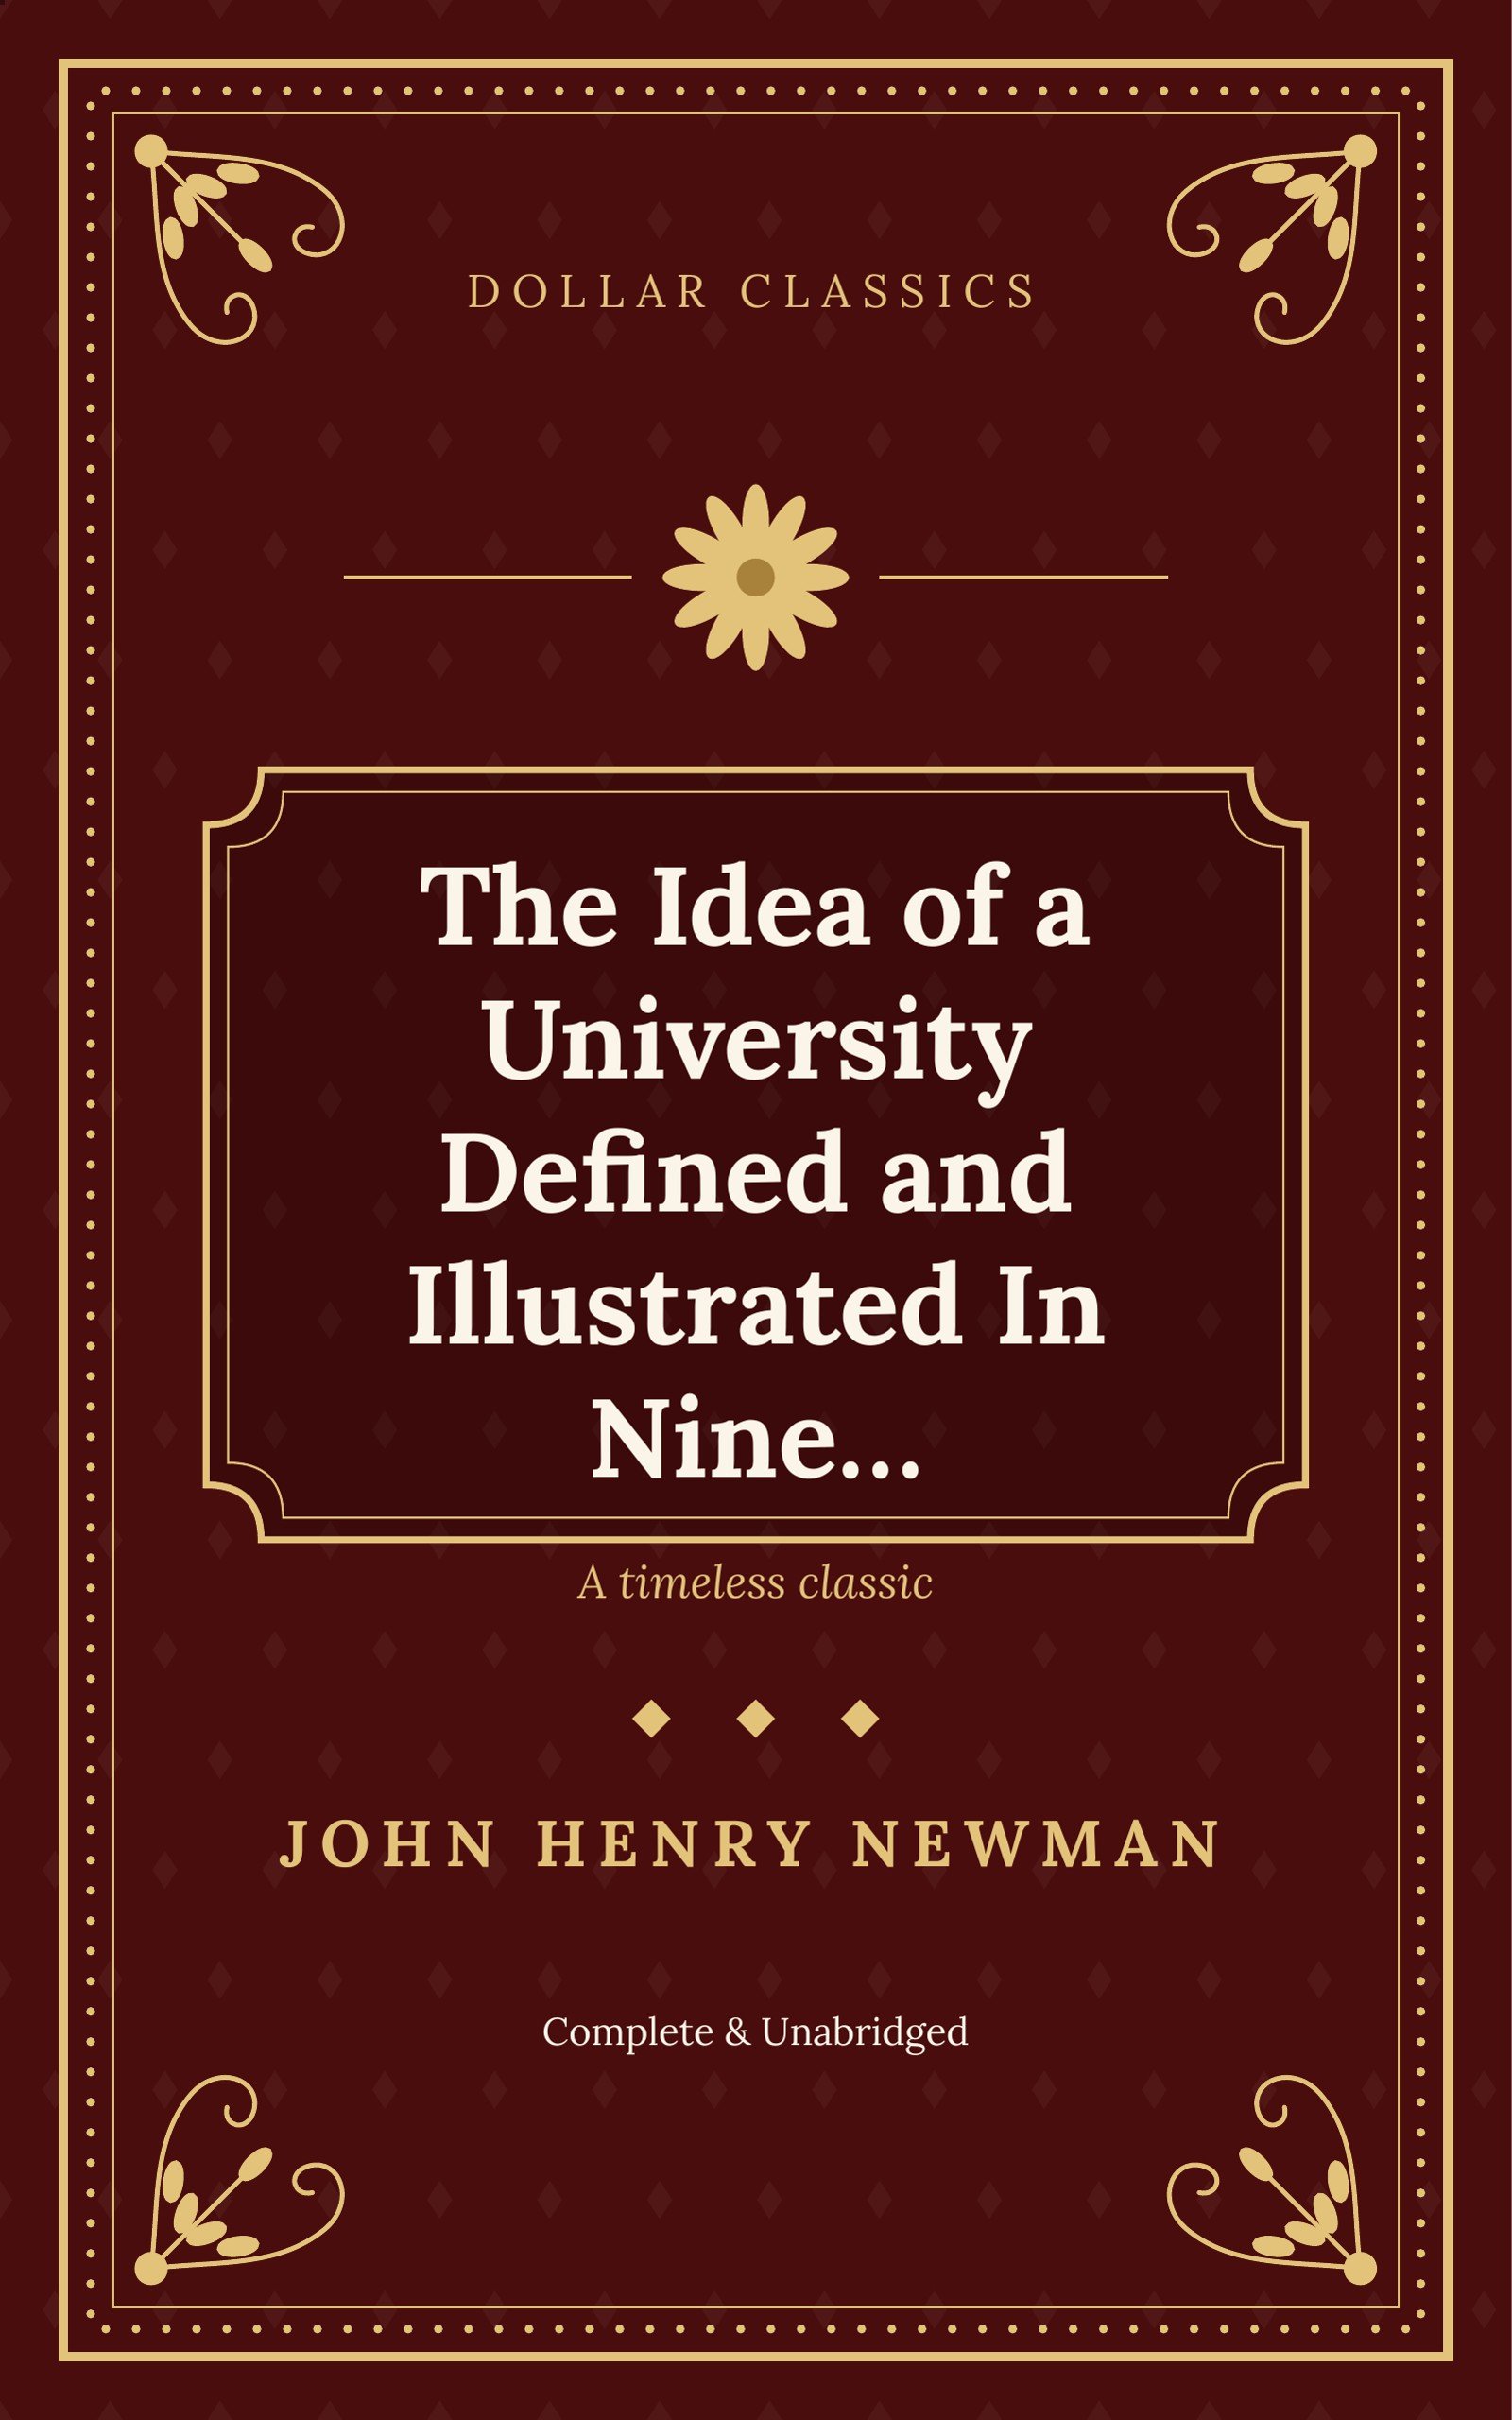 DOLLAR CLASSICS
The Idea of a
University
Defined and
Illustrated In
Nine...
A timeless classic
JOHN HENRY NEWMAN
Complete & Unabridged